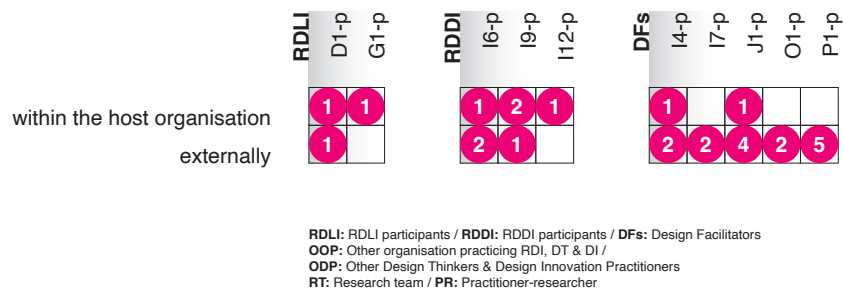 RDLI D1-p G1-p RDDI I6-p I9-p I12-p DFs I4-p I7-p J1-p O1-p P1-p
within the host organisation 1 1 1 2 1 1 1
externally 1 2 1 2 2 4 2 5
RDLI: RDLI participants / RDDI: RDDI participants / DFs: Design Facilitators
OOP: Other organisation practicing RDI, DT & DI /
ODP: Other Design Thinkers & Design Innovation Practitioners
RT: Research team / PR: Practitioner-researcher